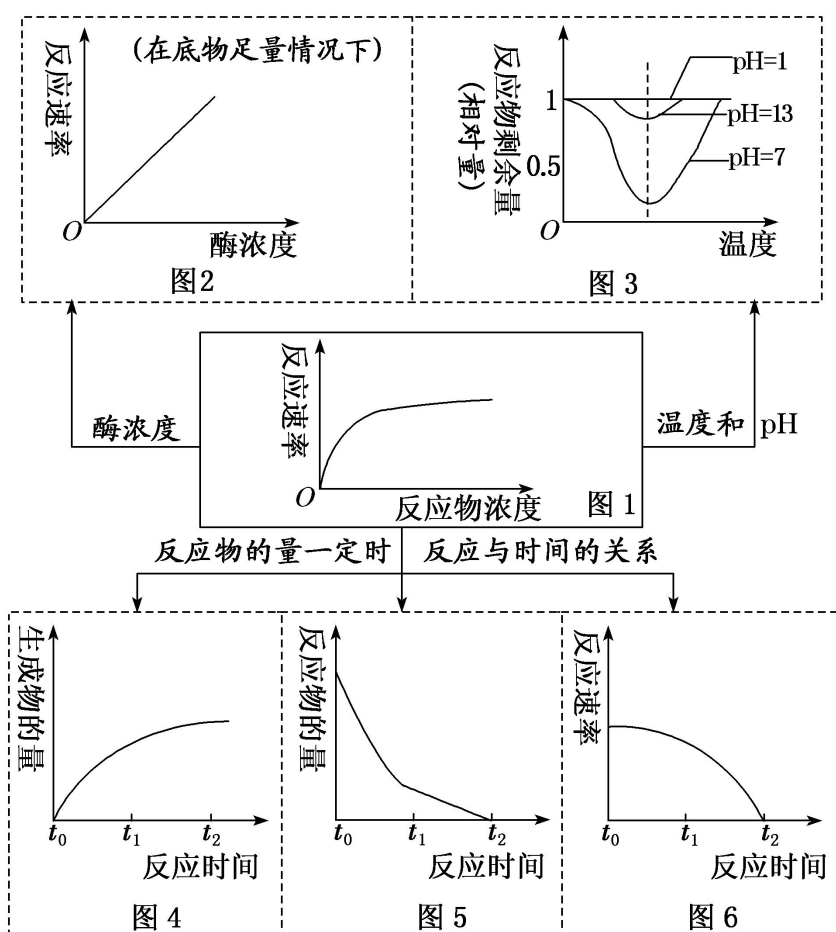 反应速率
(在底物足量情况下)
O
酶浓度
图2
反应物剩余量
(相对量)
1
0.5
pH=1
pH=13
pH=7
O
温度
图 3
酶浓度
反应速率
O
反应物浓度
图 1
温度和 pH
反应物的量一定时
反应与时间的关系
生成物的量
t₀
t₁
t₂
反应时间
图 4
反应物的量
t₀
t₁
t₂
反应时间
图 5
反应速率
t₀
t₁
t₂
反应时间
图 6